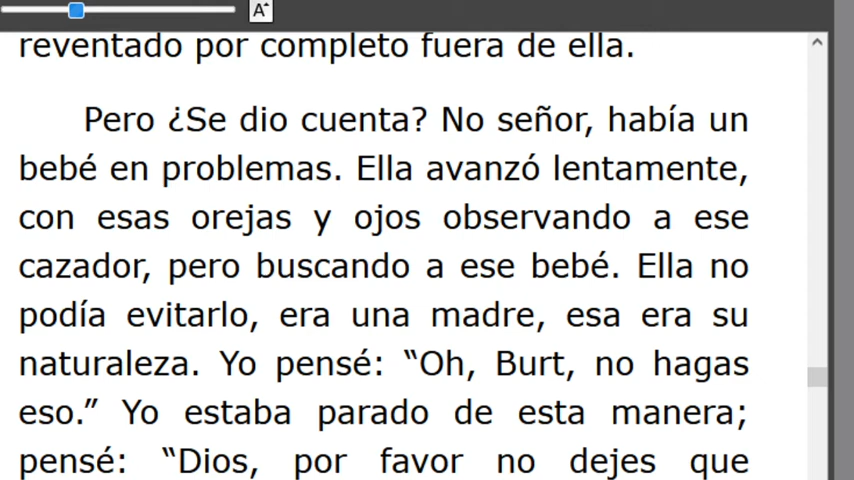 A
reventado por completo fuera de ella.
Pero ¿Se dio cuenta? No señor, había un
bebé en problemas. Ella avanzó lentamente,
con esas orejas y ojos observando a ese
cazador, pero buscando a ese bebé. Ella no
podía evitarlo, era una madre, esa era su
naturaleza. Yo pensé: “Oh, Burt, no hagas
eso.” Yo estaba parado de esta manera;
pensé: “Dios, por favor no dejes que